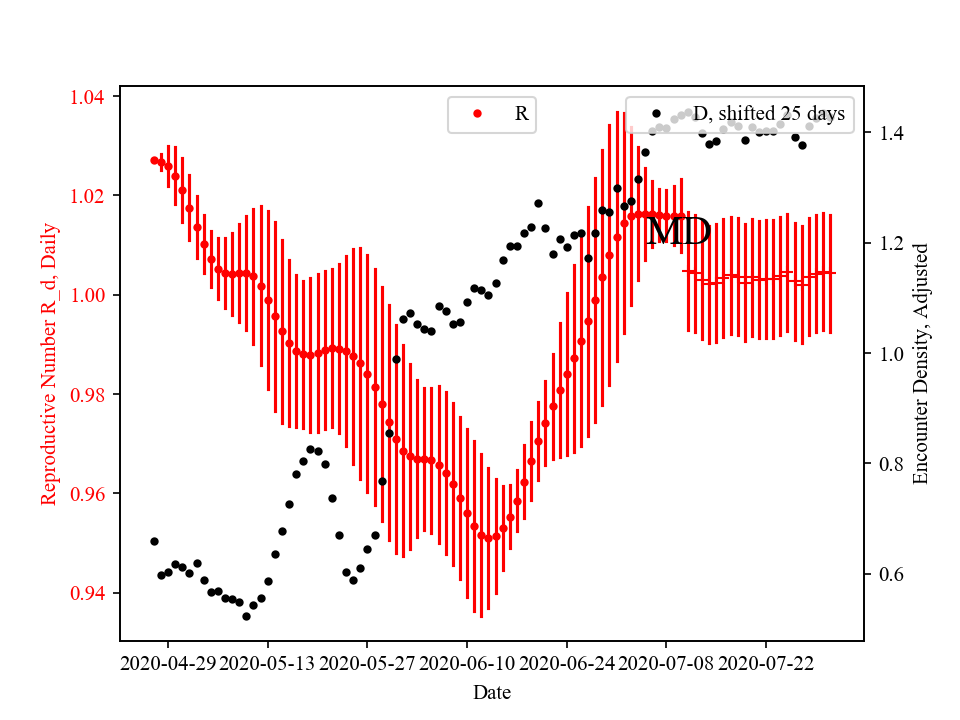 R
D, shifted 25 days
1.04
1.02
1.00
0.98
0.96
0.94
Reproductive Number R_d, Daily
MD
1.4
1.2
1.0
0.8
0.6
Encounter Density, Adjusted
2020-04-29 2020-05-13 2020-05-27 2020-06-10 2020-06-24 2020-07-08 2020-07-22
Date